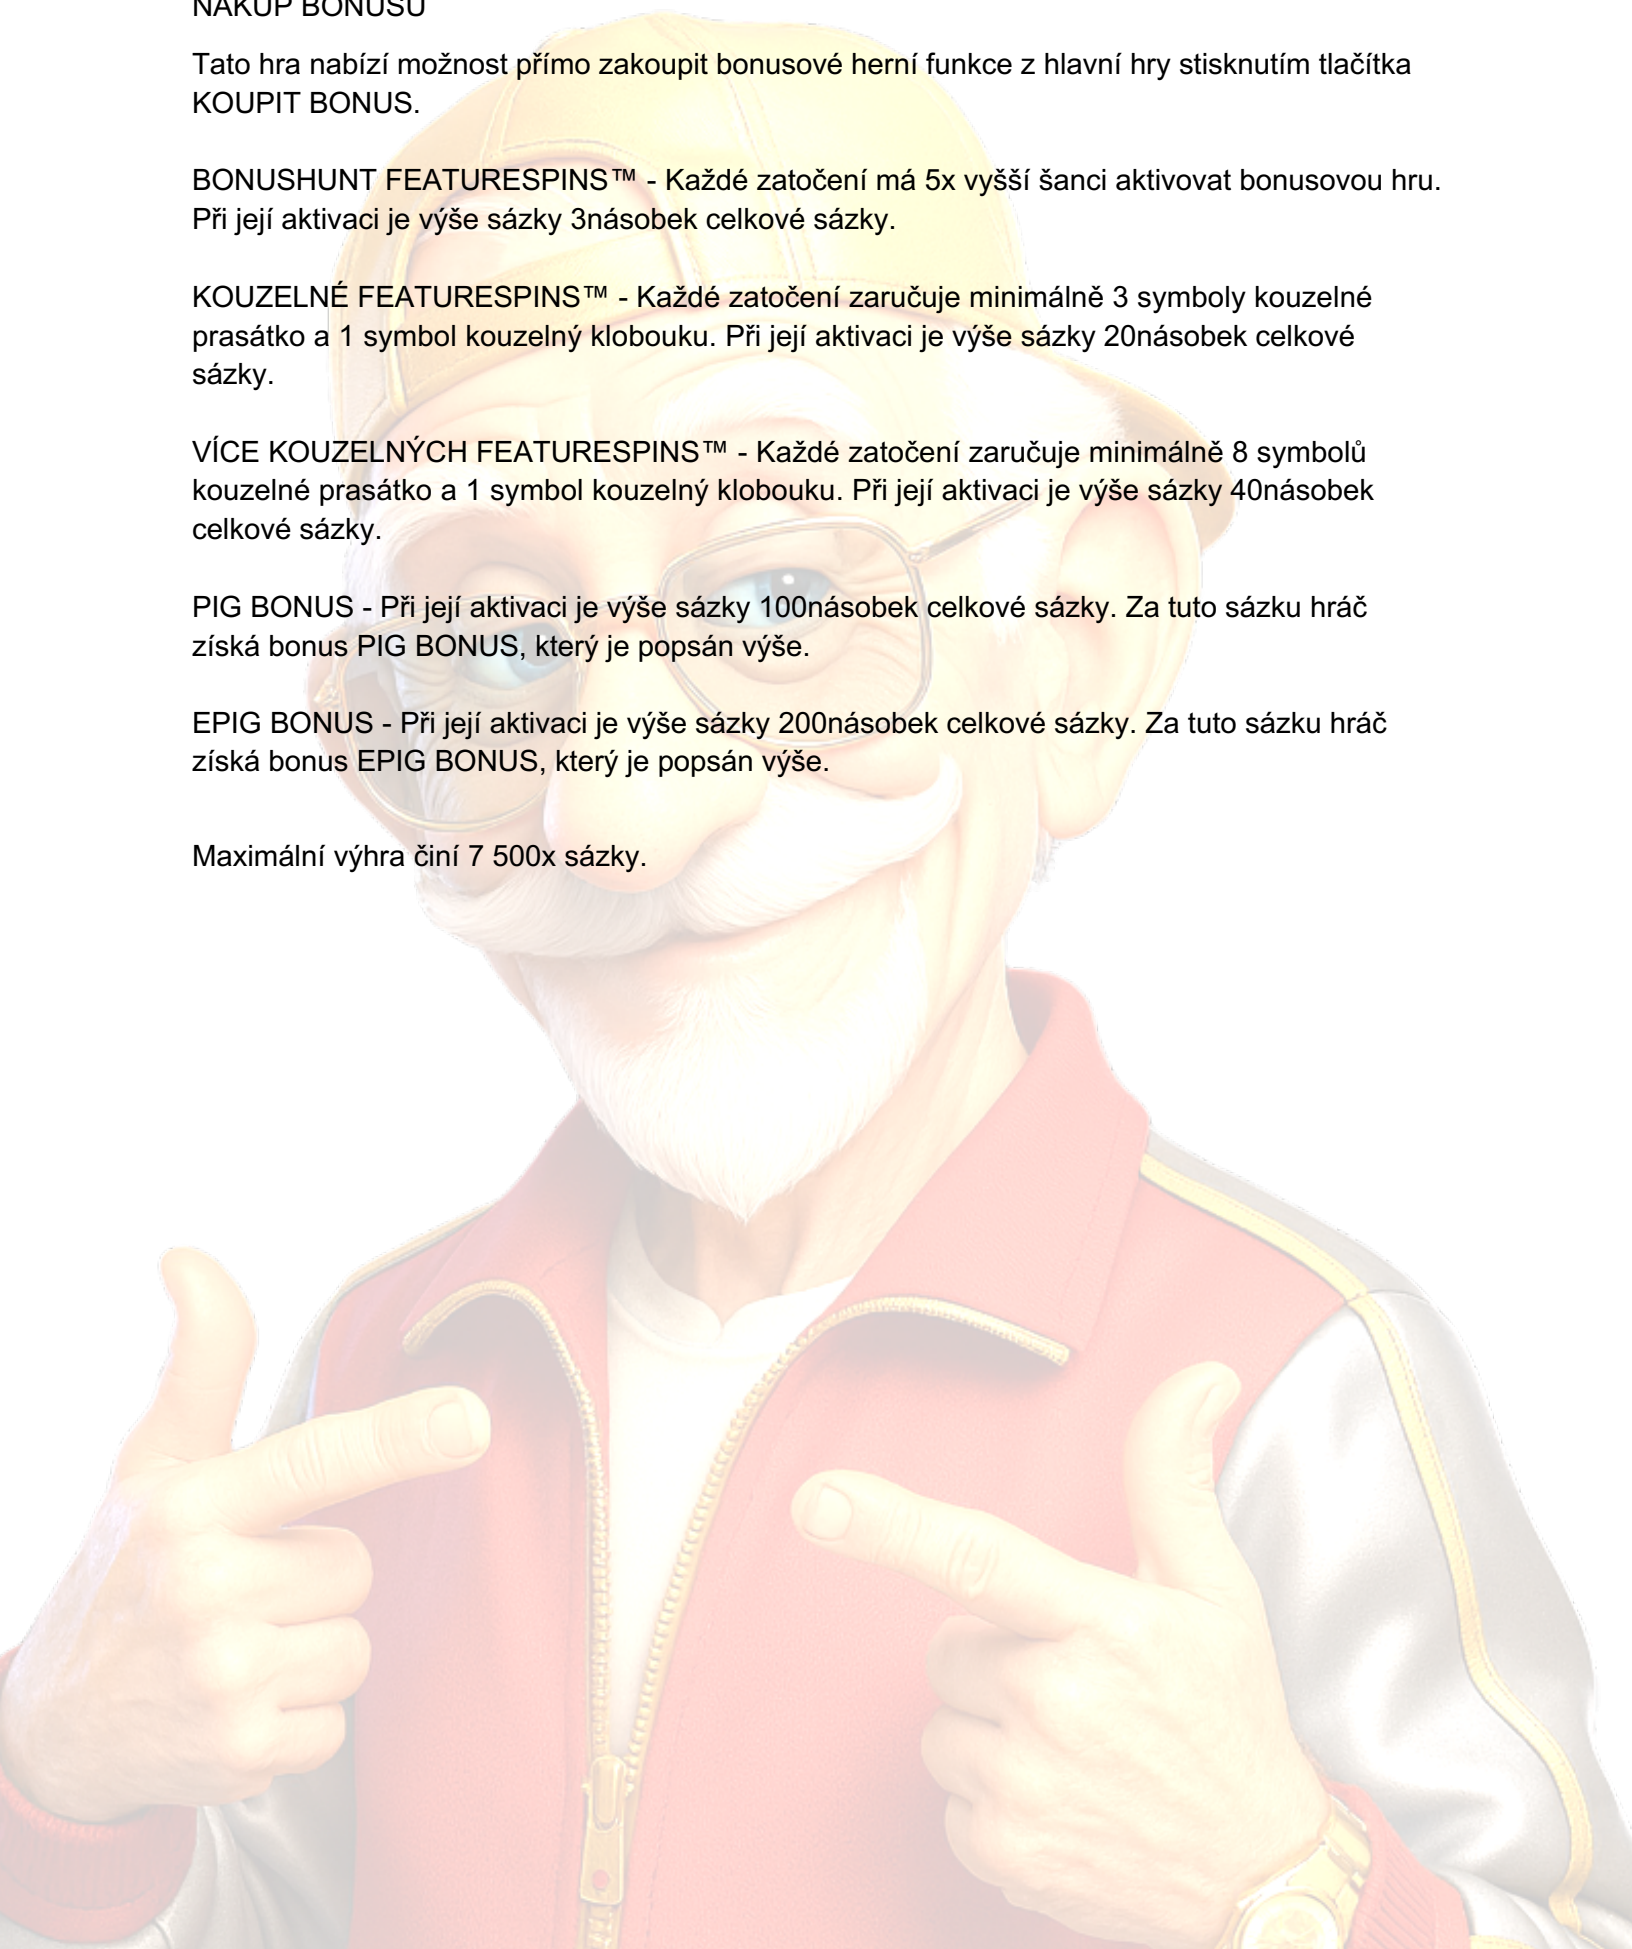 NÁKUP BONUSU
Tato hra nabízí možnost přímo zakoupit bonusové herní funkce z hlavní hry stisknutím tlačítka
KOUPIT BONUS.
BONUSHUNT FEATURESPINS™ - Každé zatočení má 5x vyšší šanci aktivovat bonusovou hru.
Při její aktivaci je výše sázky 3násobek celkové sázky.
KOUZELNÉ FEATURESPINS™ - Každé zatočení zaručuje minimálně 3 symboly kouzelné
prasátko a 1 symbol kouzelný klobouku. Při její aktivaci je výše sázky 20násobek celkové
sázky.
VÍCE KOUZELNÝCH FEATURESPINS™ - Každé zatočení zaručuje minimálně 8 symbolů
kouzelné prasátko a 1 symbol kouzelný klobouku. Při její aktivaci je výše sázky 40násobek
celkové sázky.
PIG BONUS - Při její aktivaci je výše sázky 100násobek celkové sázky. Za tuto sázku hráč
získá bonus PIG BONUS, který je popsán výše.
EPIG BONUS - Při její aktivaci je výše sázky 200násobek celkové sázky. Za tuto sázku hráč
získá bonus EPIG BONUS, který je popsán výše.
Maximální výhra činí 7 500x sázky.